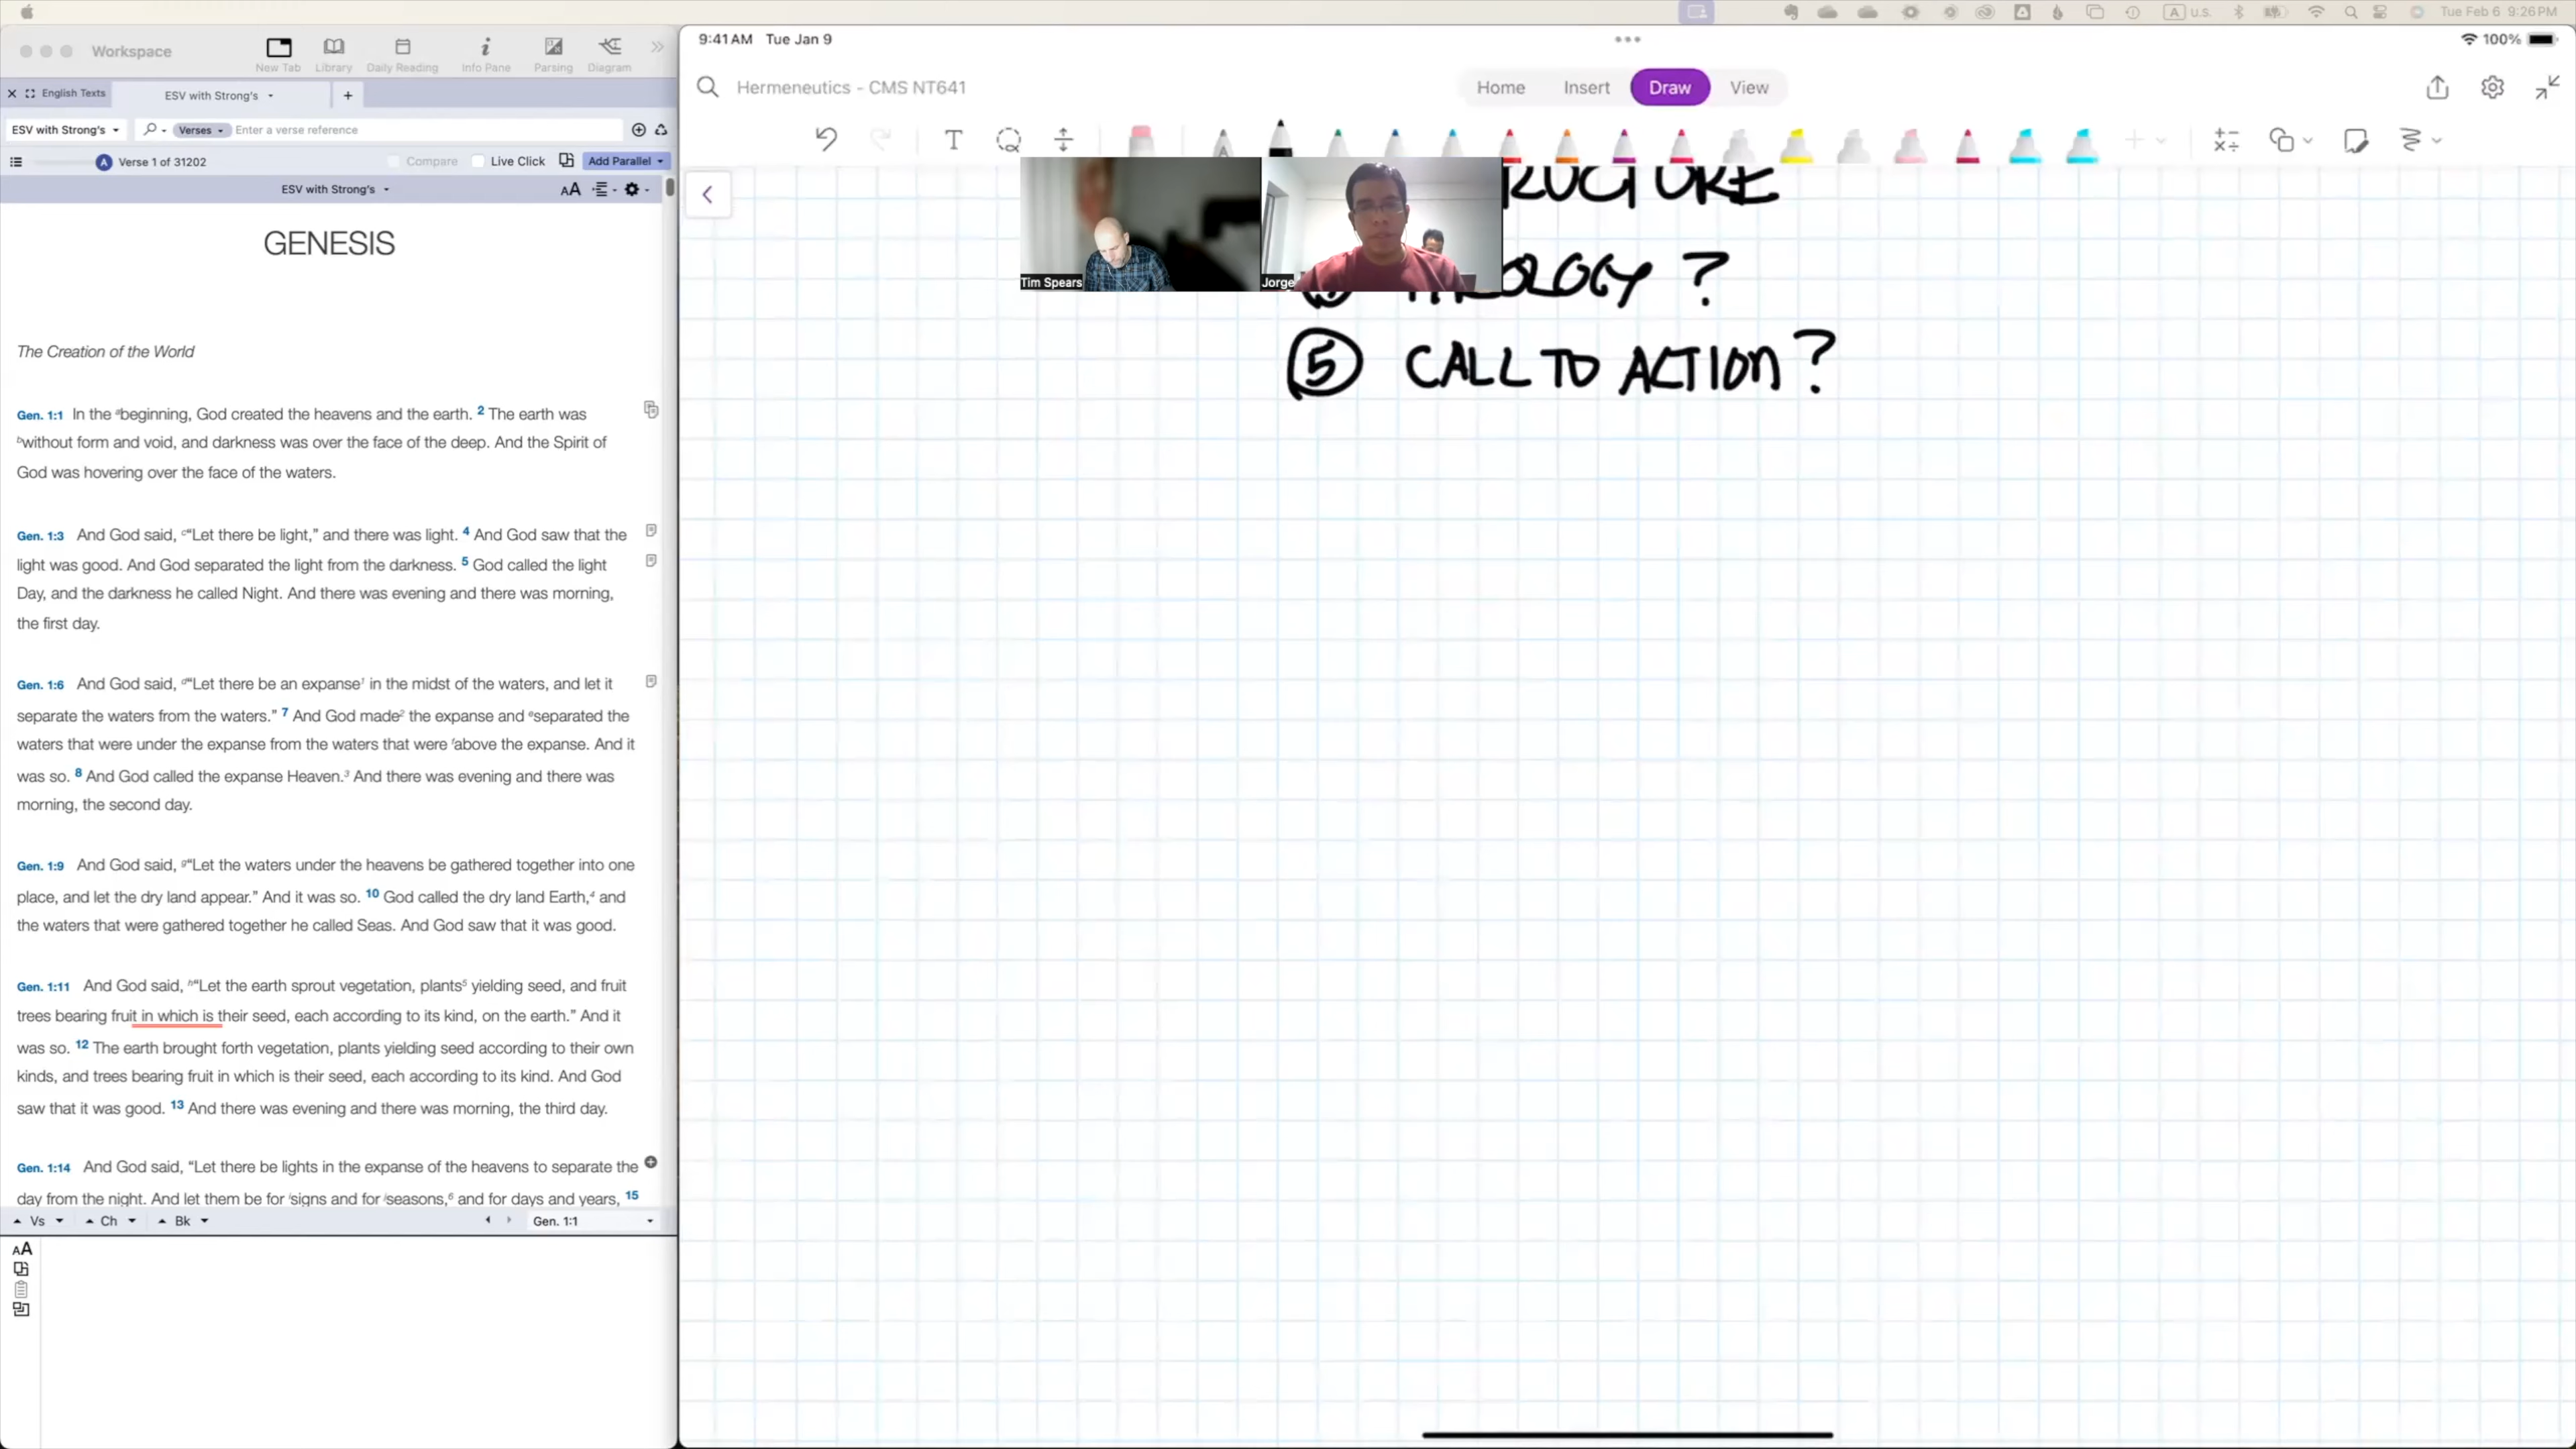 Tue Feb 6 9:26PM
U.S.
Workspace
New Tab
Library
Daily Reading
Info Pane
Parsing
Diagram
English Texts
ESV with Strong's
ESV with Strong's
Verses
Enter a verse reference
Verse 1 of 31202
Compare
Live Click
Add Parallel
ESV with Strong's
AA
GENESIS
The Creation of the World
Gen. 1:1 In the ᵃbeginning, God created the heavens and the earth. 2 The earth was
ᵇwithout form and void, and darkness was over the face of the deep. And the Spirit of
God was hovering over the face of the waters.
Gen. 1:3 And God said, ᶜ“Let there be light,” and there was light. 4 And God saw that the
light was good. And God separated the light from the darkness. 5 God called the light
Day, and the darkness he called Night. And there was evening and there was morning,
the first day.
Gen. 1:6 And God said, ᵈ“Let there be an expanse¹ in the midst of the waters, and let it
separate the waters from the waters.” 7 And God made² the expanse and ᵉseparated the
waters that were under the expanse from the waters that were ᶠabove the expanse. And it
was so. 8 And God called the expanse Heaven.³ And there was evening and there was
morning, the second day.
Gen. 1:9 And God said, ᵍ“Let the waters under the heavens be gathered together into one
place, and let the dry land appear.” And it was so. 10 God called the dry land Earth,⁴ and
the waters that were gathered together he called Seas. And God saw that it was good.
Gen. 1:11 And God said, ʰ“Let the earth sprout vegetation, plants⁵ yielding seed, and fruit
trees bearing fruit in which is their seed, each according to its kind, on the earth.” And it
was so. 12 The earth brought forth vegetation, plants yielding seed according to their own
kinds, and trees bearing fruit in which is their seed, each according to its kind. And God
saw that it was good. 13 And there was evening and there was morning, the third day.
Gen. 1:14 And God said, “Let there be lights in the expanse of the heavens to separate the
day from the night. And let them be for ⁱsigns and for ʲseasons,⁶ and for days and years, 15
Vs
Ch
Bk
Gen. 1:1
AA
9:41 AM Tue Jan 9
100%
Hermeneutics - CMS NT641
Home
Insert
Draw
View
Tim Spears
Jorge
RUCTURE
OLOGY ?
5 CALL TO ACTION ?